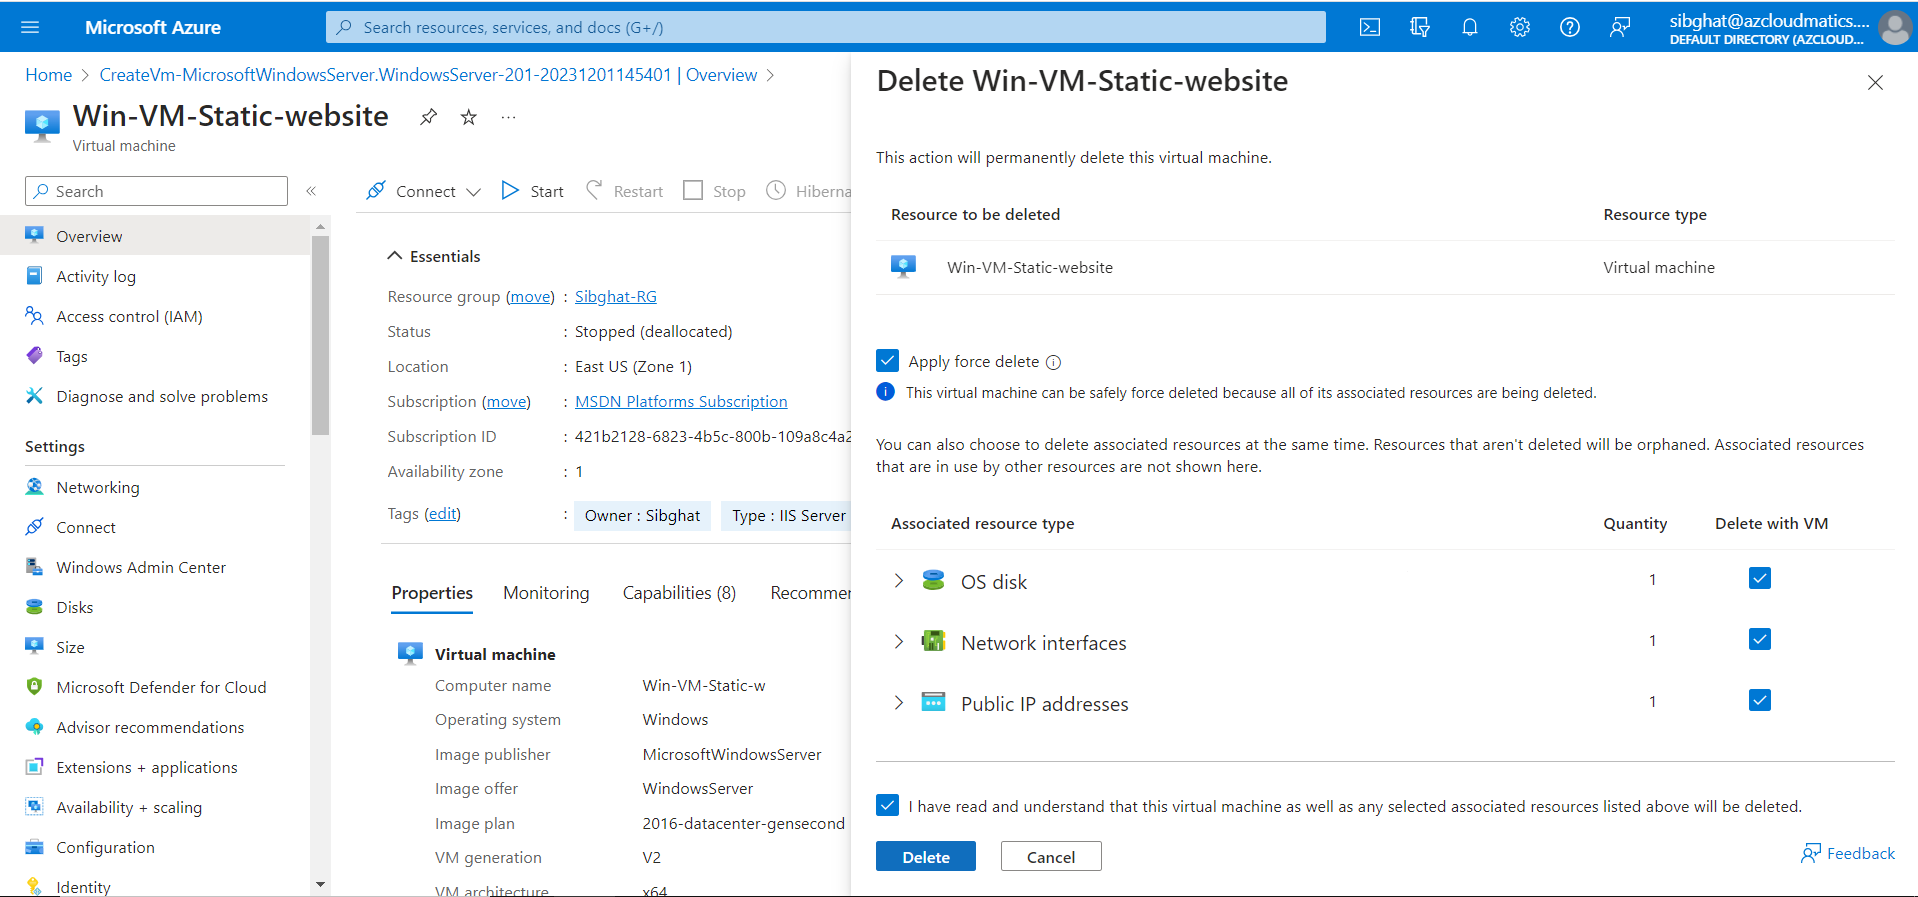 Microsoft Azure
Search resources, services, and docs (G+/)
sibghat@azcloudmatics....
DEFAULT DIRECTORY (AZCLOUD...
Home > CreateVm-MicrosoftWindowsServer.WindowsServer-201-20231201145401 | Overview >
Win-VM-Static-website
Virtual machine
Search
Overview
Activity log
Access control (IAM)
Tags
Diagnose and solve problems
Settings
Networking
Connect
Windows Admin Center
Disks
Size
Microsoft Defender for Cloud
Advisor recommendations
Extensions + applications
Availability + scaling
Configuration
Identity
Connect Start Restart Stop Hiberna
Essentials
Resource group (move) : Sibghat-RG
Status : Stopped (deallocated)
Location : East US (Zone 1)
Subscription (move) : MSDN Platforms Subscription
Subscription ID : 421b2128-6823-4b5c-800b-109a8c4a2
Availability zone : 1
Tags (edit) : Owner : Sibghat Type : IIS Server
Properties Monitoring Capabilities (8) Recommen
Virtual machine
Computer name Win-VM-Static-w
Operating system Windows
Image publisher MicrosoftWindowsServer
Image offer WindowsServer
Image plan 2016-datacenter-gensecond
VM generation V2
VM architecture x64
Delete Win-VM-Static-website
This action will permanently delete this virtual machine.
Resource to be deleted Resource type
Win-VM-Static-website Virtual machine
Apply force delete
This virtual machine can be safely force deleted because all of its associated resources are being deleted.
You can also choose to delete associated resources at the same time. Resources that aren't deleted will be orphaned. Associated resources
that are in use by other resources are not shown here.
Associated resource type Quantity Delete with VM
OS disk 1
Network interfaces 1
Public IP addresses 1
I have read and understand that this virtual machine as well as any selected associated resources listed above will be deleted.
Delete Cancel
Feedback